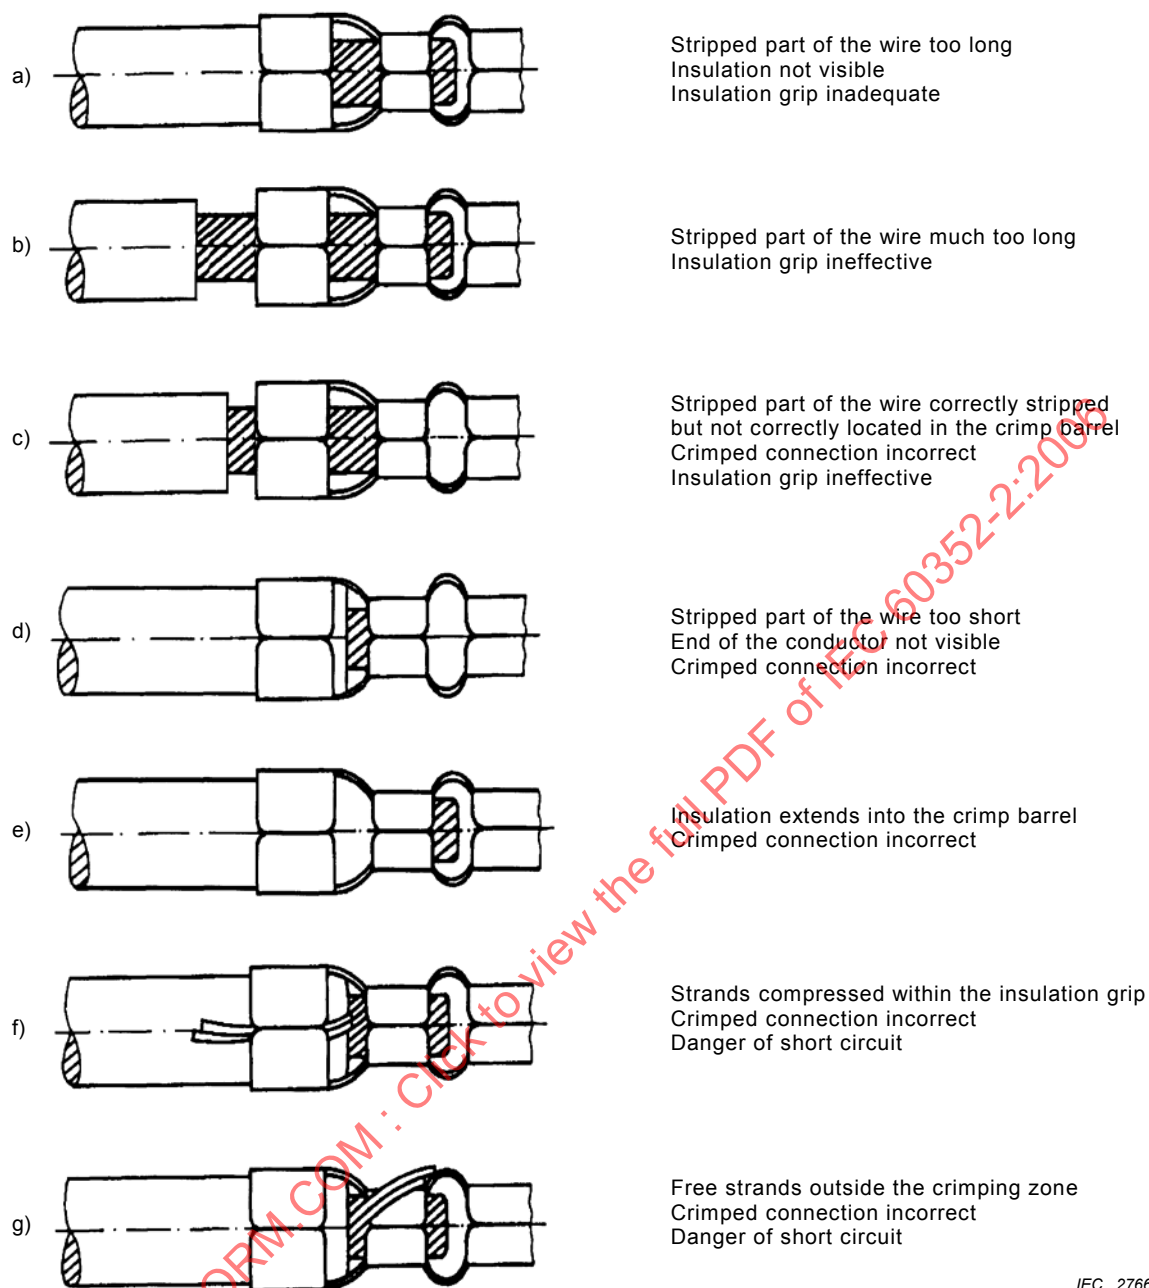 a)
Stripped part of the wire too long
Insulation not visible
Insulation grip inadequate
b)
Stripped part of the wire much too long
Insulation grip ineffective
c)
Stripped part of the wire correctly stripped
but not correctly located in the crimp barrel
Crimped connection incorrect
Insulation grip ineffective
d)
Stripped part of the wire too short
End of the conductor not visible
Crimped connection incorrect
e)
Insulation extends into the crimp barrel
Crimped connection incorrect
f)
Strands compressed within the insulation grip
Crimped connection incorrect
Danger of short circuit
g)
Free strands outside the crimping zone
Crimped connection incorrect
Danger of short circuit
IEC 2766
ORM.COM : Click to view the full PDF of IEC 60352-2:2006